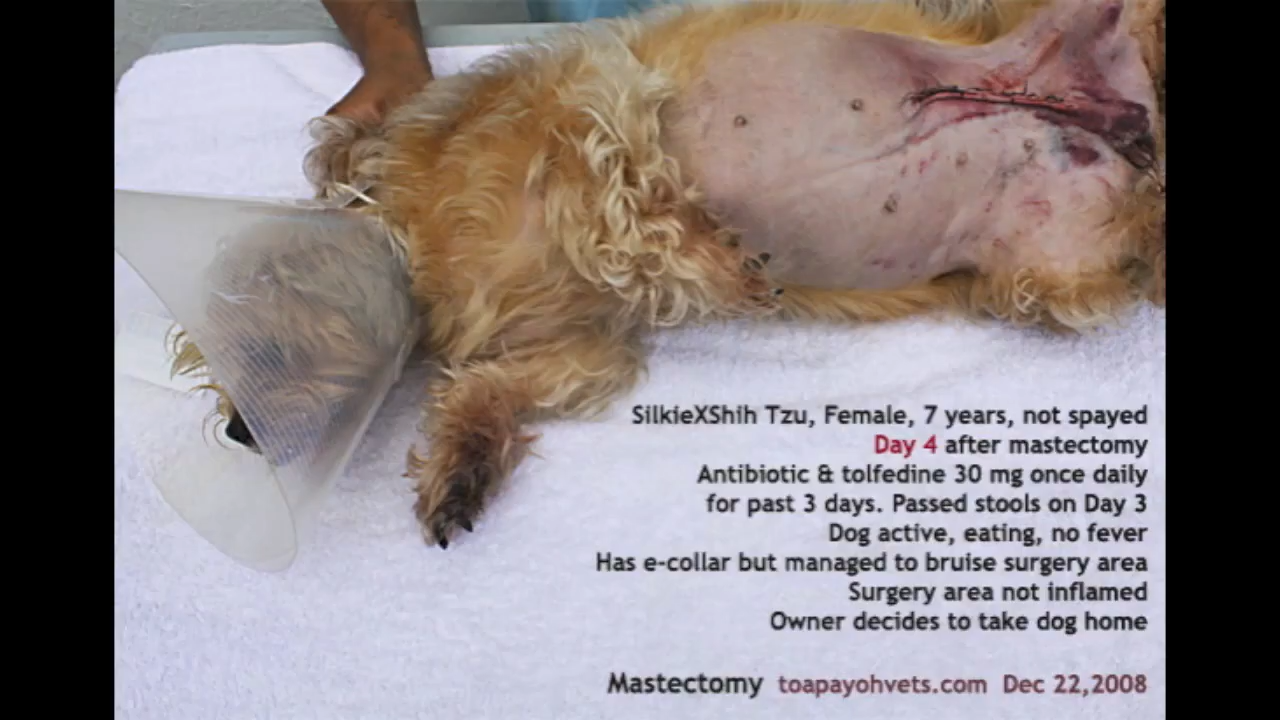 SilkieXShih Tzu, Female, 7 years, not spayed
Day 4 after mastectomy
Antibiotic & tolfedine 30 mg once daily
for past 3 days. Passed stools on Day 3
Dog active, eating, no fever
Has e-collar but managed to bruise surgery area
Surgery area not inflamed
Owner decides to take dog home
Mastectomy toapayohvets.com Dec 22,2008